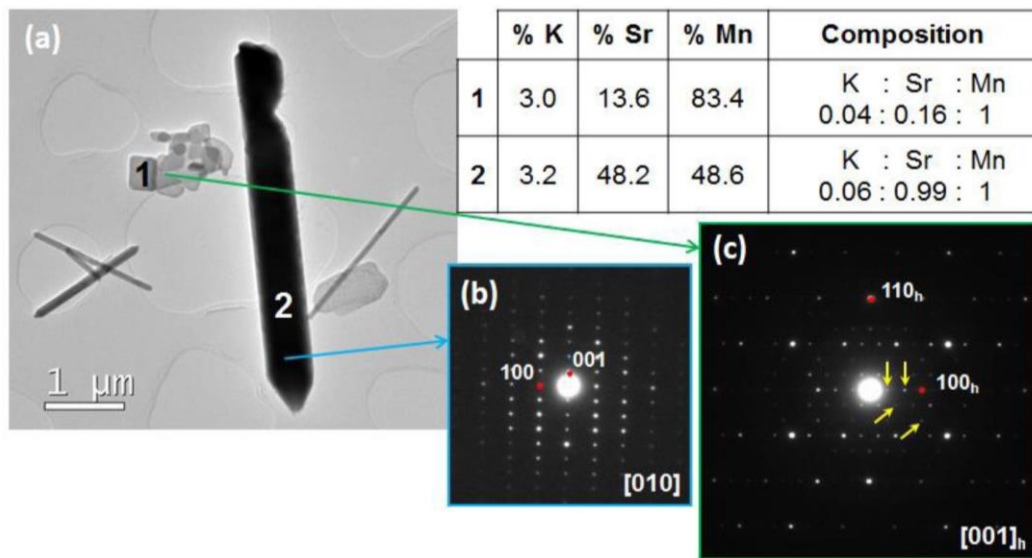 (a)
1
2
1 µm
% K % Sr % Mn Composition
1 3.0 13.6 83.4 K : Sr : Mn
0.04 : 0.16 : 1
2 3.2 48.2 48.6 K : Sr : Mn
0.06 : 0.99 : 1
(b)
100 001
[010]
(c)
110h
100h
[001]h